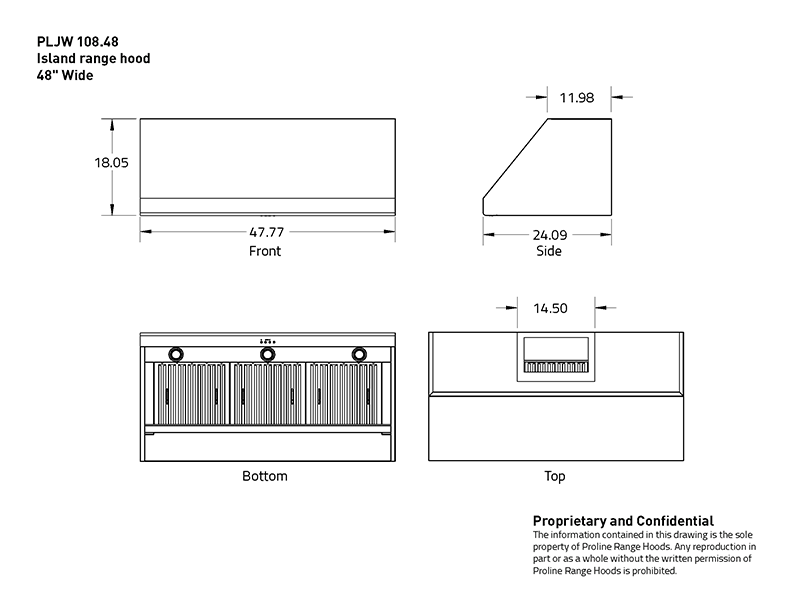 PLJW 108.48
Island range hood
48" Wide
11.98
18.05
47.77
Front
24.09
Side
14.50
Bottom
Top
Proprietary and Confidential
The information contained in this drawing is the sole
property of Proline Range Hoods. Any reproduction in
part or as a whole without the written permission of
Proline Range Hoods is prohibited.